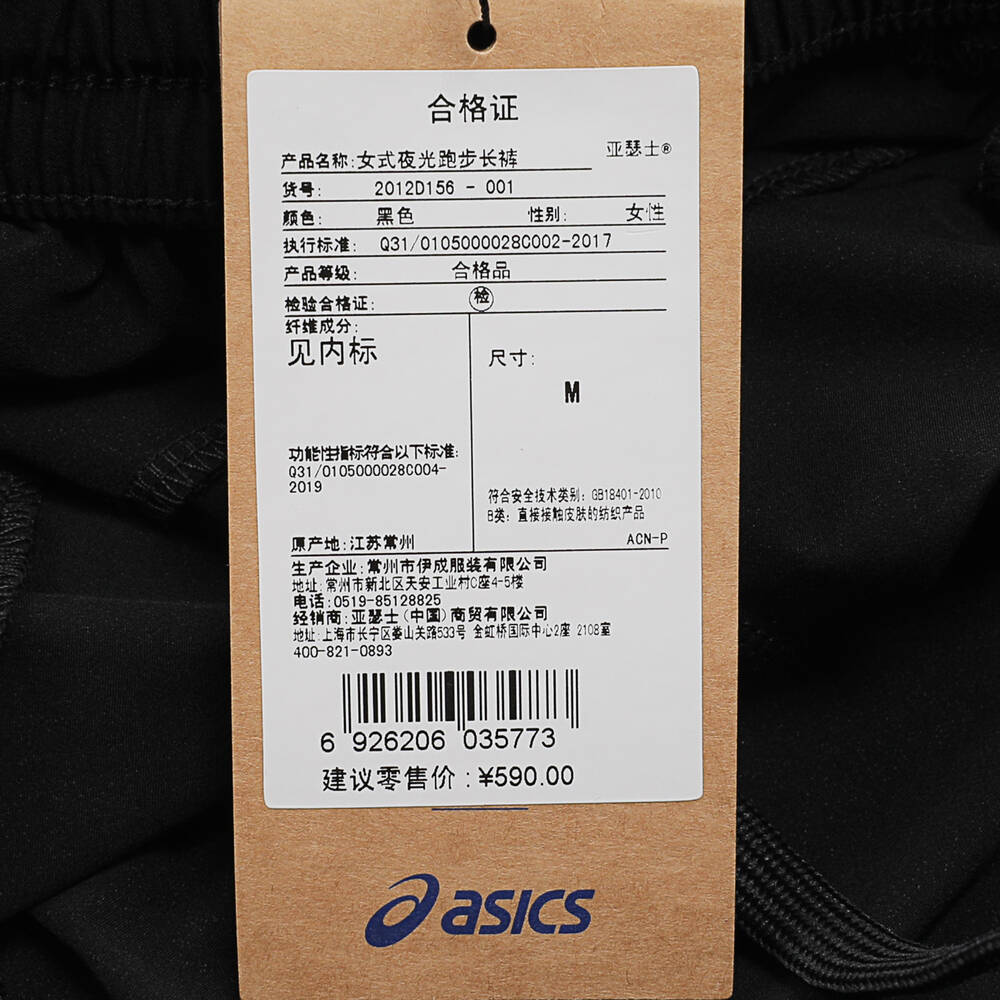 合格证
产品名称:女式夜光跑步长裤 亚瑟士®
货号: 2012D156 - 001
颜色: 黑色 性别: 女性
执行标准: Q31/0105000028C002-2017
产品等级: 合格品
检验合格证: 检
纤维成分:
见内标
尺寸:
M
功能性指标符合以下标准:
Q31/0105000028C004-
2019
符合安全技术类别: GB18401-2010
B类: 直接接触皮肤的纺织产品
原产地:江苏常州
ACN-P
生产企业:常州市伊成服装有限公司
地址:常州市新北区天安工业村C座4-5楼
电话:0519-85128825
经销商:亚瑟士(中国)商贸有限公司
地址:上海市长宁区娄山关路533号 金虹桥国际中心2座 2108室
400-821-0893
6 926206 035773
建议零售价:¥590.00
asics